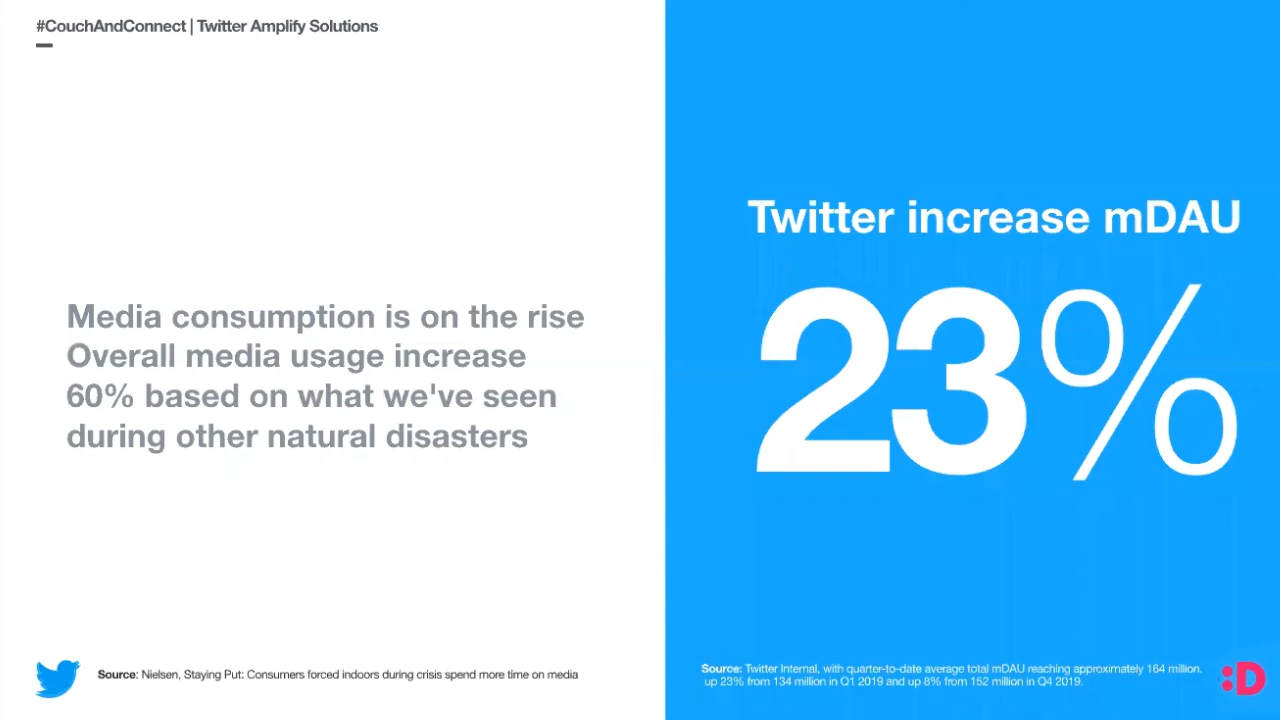 #CouchAndConnect | Twitter Amplify Solutions
Media consumption is on the rise
Overall media usage increase
60% based on what we've seen
during other natural disasters
Source: Nielsen, Staying Put: Consumers forced indoors during crisis spend more time on media
Twitter increase mDAU
23%
Source: Twitter Internal, with quarter-to-date average total mDAU reaching approximately 164 million.
up 23% from 134 million in Q1 2019 and up 8% from 152 million in Q4 2019.
:D